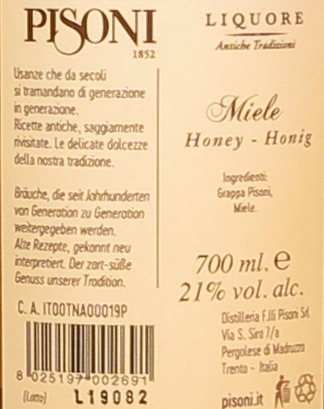 PISONI
1852
Usanze che da secoli
si tramandano di generazione
in generazione.
Ricette antiche, saggiamente
rivisitate. Le delicate dolcezze
della nostra tradizione.
Bräuche, die seit Jahrhunderten
von Generation zu Generation
weitergegeben werden.
Alte Rezepte, gekonnt neu
interpretiert. Der zart-süße
Genuss unserer Tradition.
C. A. IT00TNA00019P
8 025197 002691
(Lotto) L19082
LIQUORE
Antiche Tradizioni
Miele
Honey - Honig
Ingredienti:
Grappa Pisoni,
Miele.
700 ml. e
21% vol. alc.
Distilleria F.lli Pisoni Srl
Via S. Siro 7/a
Pergolese di Madruzzo
Trento - Italia
pisoni.it